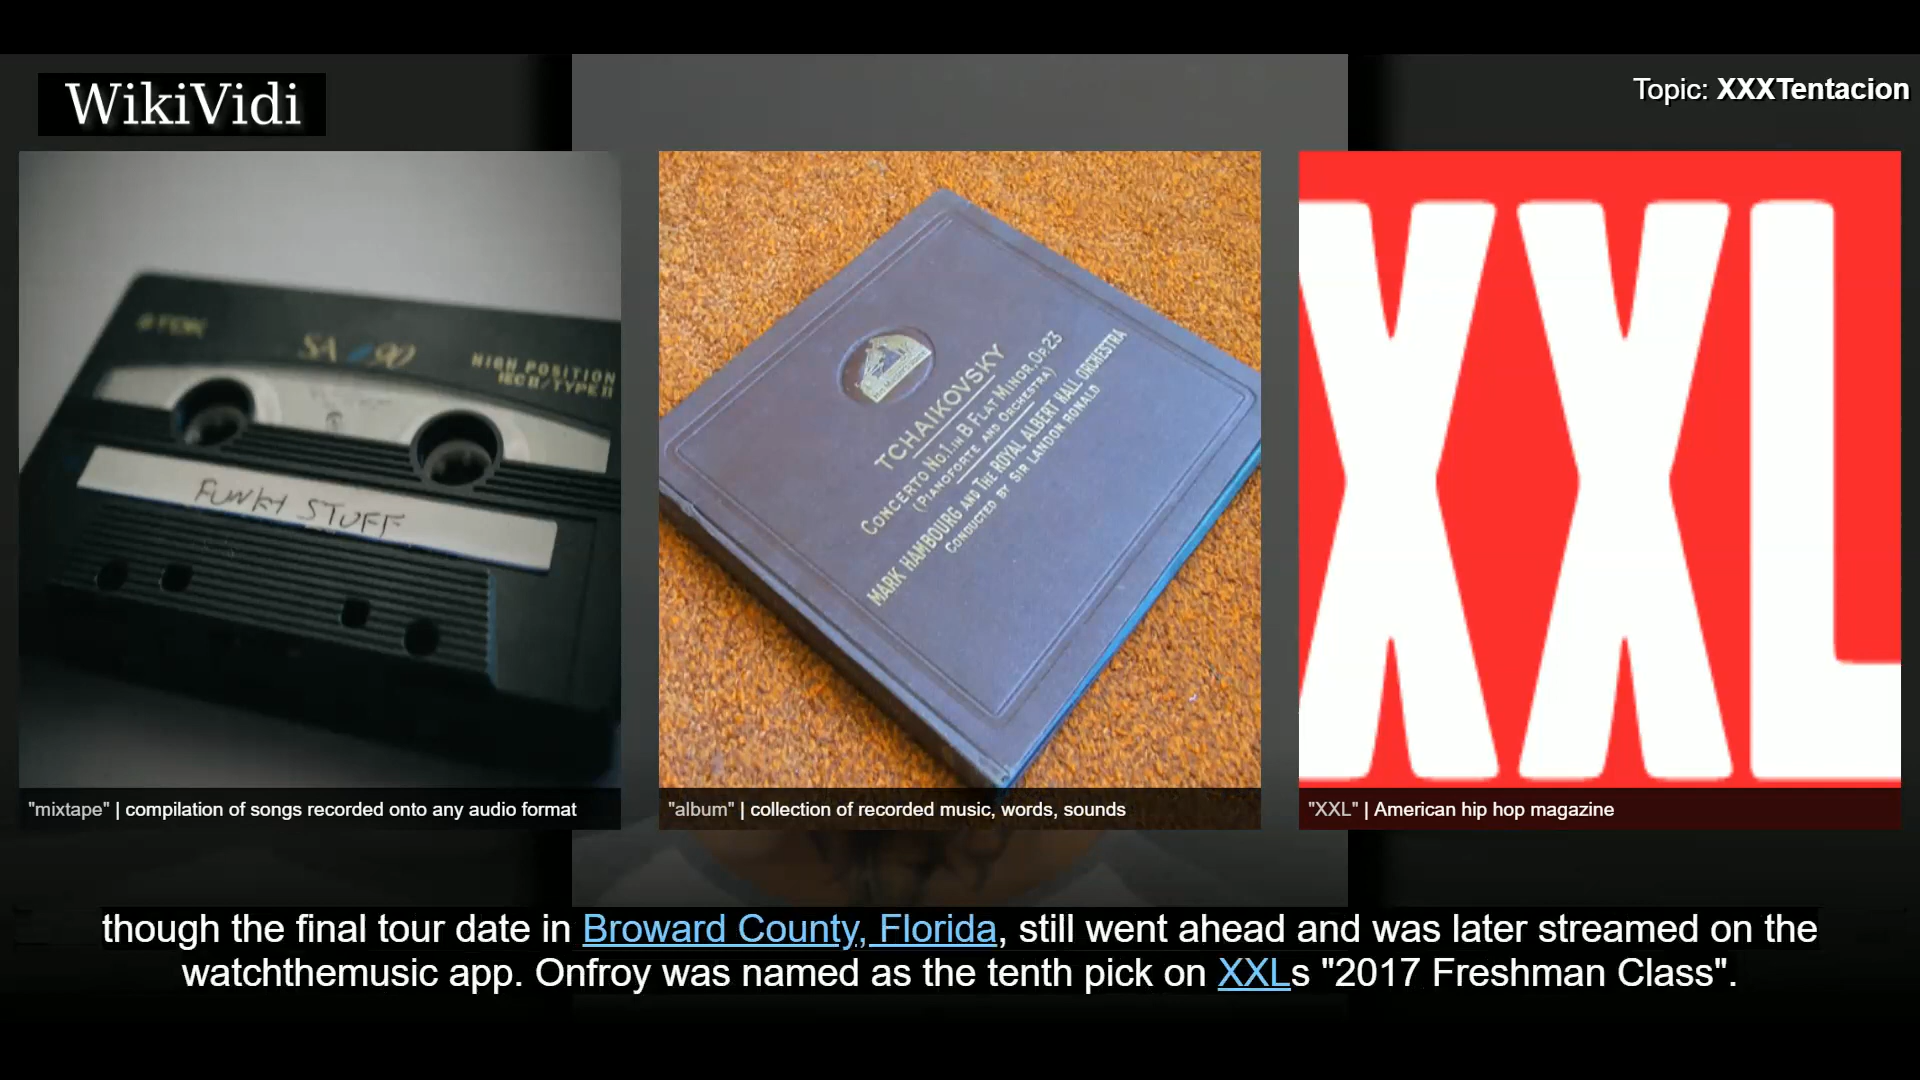 WikiVidi
Topic: XXXTentacion
TDK
SA 90
HIGH POSITION
IECII/TYPE II
FUNKY STUFF
TCHAIKOVSKY
CONCERTO No.1. IN B FLAT MINOR, OP.23
(PIANOFORTE AND ORCHESTRA)
MARK HAMBOURG AND THE ROYAL ALBERT HALL ORCHESTRA
CONDUCTED BY SIR LANDON RONALD
XXL
"mixtape" | compilation of songs recorded onto any audio format
"album" | collection of recorded music, words, sounds
"XXL" | American hip hop magazine
though the final tour date in Broward County, Florida, still went ahead and was later streamed on the
watchthemusic app. Onfroy was named as the tenth pick on XXLs "2017 Freshman Class".